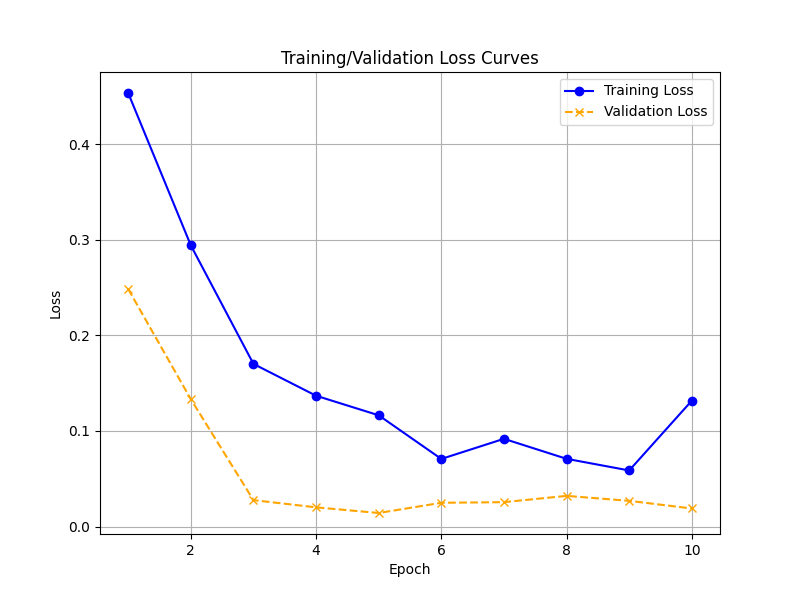 Training/Validation Loss Curves
Training Loss
Validation Loss
0.4
0.3
0.2
0.1
0.0
Loss
2 4 6 8 10
Epoch